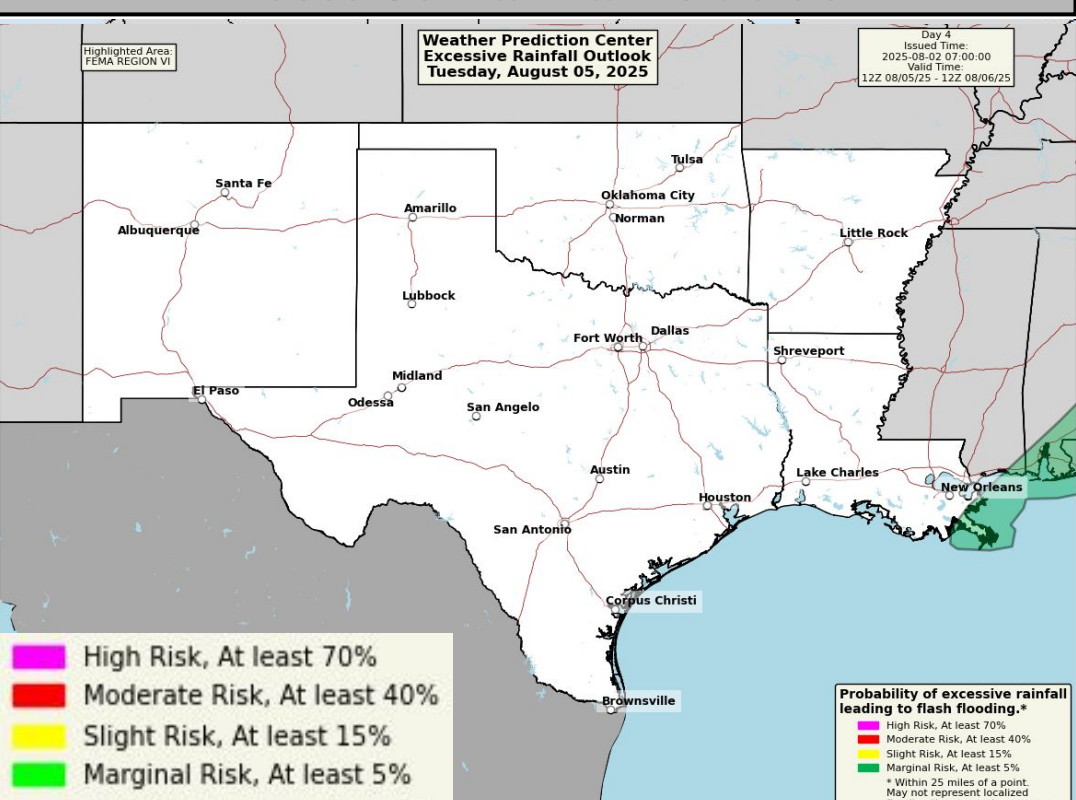 Highlighted Area:
FEMA REGION VI
Weather Prediction Center
Excessive Rainfall Outlook
Tuesday, August 05, 2025
Day 4
Issued Time:
2025-08-02 07:00:00
Valid Time:
12Z 08/05/25 - 12Z 08/06/25
Tulsa
Santa Fe
Oklahoma City
Amarillo
Norman
Albuquerque
Little Rock
Lubbock
Dallas
Fort Worth
Shreveport
Midland
El Paso
Odessa
San Angelo
Austin
Lake Charles
New Orleans
Houston
San Antonio
Corpus Christi
Brownsville
High Risk, At least 70%
Moderate Risk, At least 40%
Slight Risk, At least 15%
Marginal Risk, At least 5%
Probability of excessive rainfall
leading to flash flooding.*
High Risk, At least 70%
Moderate Risk, At least 40%
Slight Risk, At least 15%
Marginal Risk, At least 5%
* Within 25 miles of a point.
May not represent localized